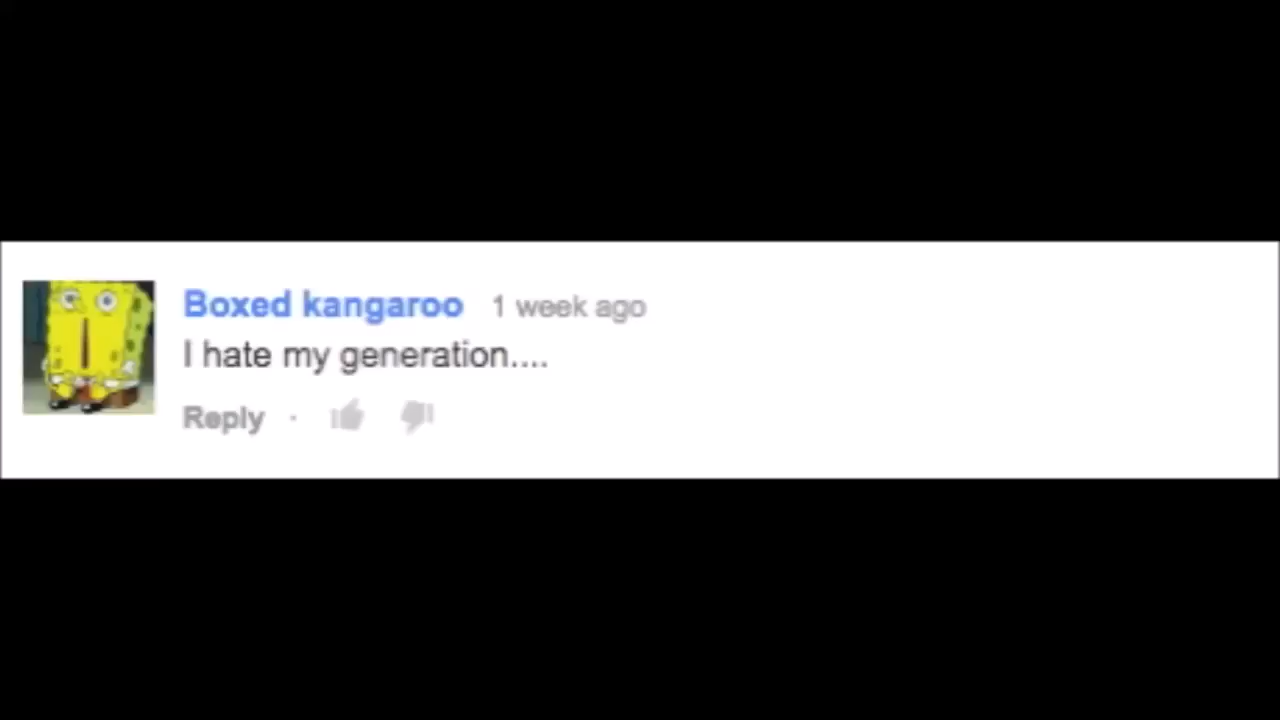 Boxed kangaroo 1 week ago
I hate my generation....
Reply ·